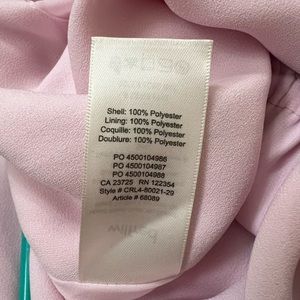 Shell: 100% Polyester
Lining: 100% Polyester
Coquille: 100% Polyester
Doublure: 100% Polyester
PO 4500104986
PO 4500104987
PO 4500104988
CA 23725 RN 122354
Style # CRL4-80021-29
Article # 68089